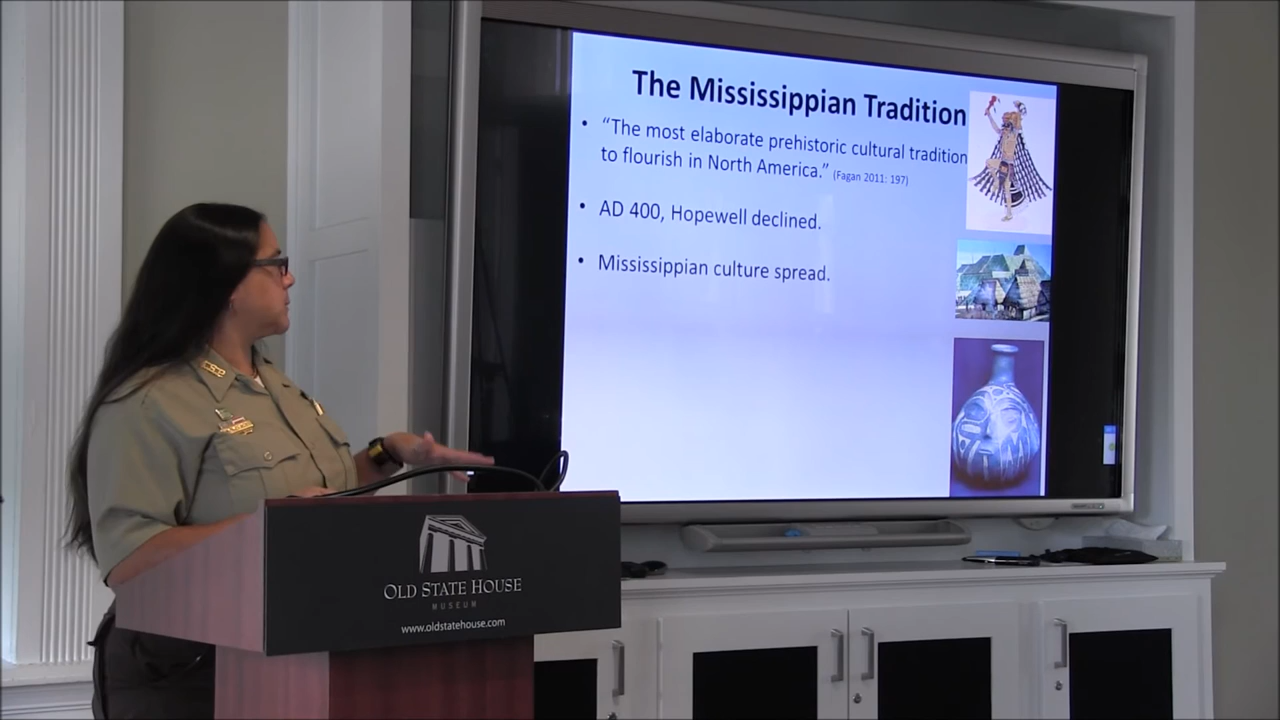 The Mississippian Tradition
• “The most elaborate prehistoric cultural tradition
to flourish in North America.” (Fagan 2011: 197)
• AD 400, Hopewell declined.
• Mississippian culture spread.
OLD STATE HOUSE
MUSEUM
www.oldstatehouse.com